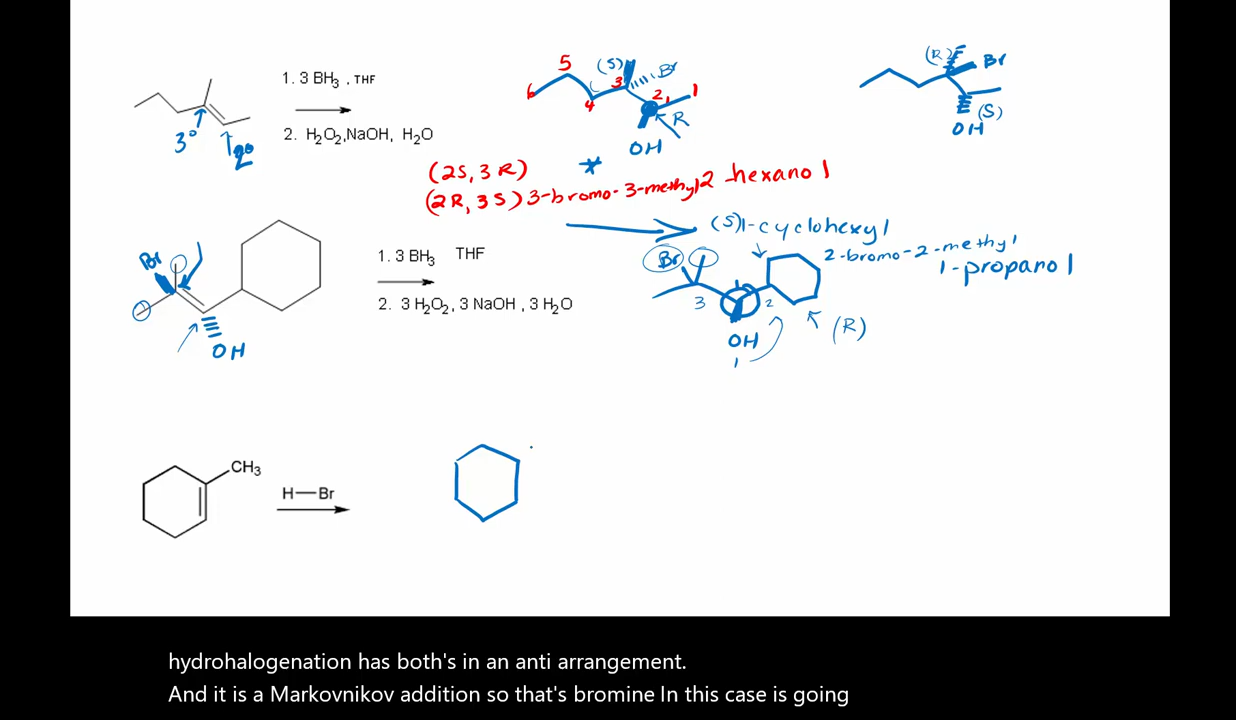 1. 3 BH3 . THF
2. H2O2,NaOH, H2O
3°
2°
5
(S)
3
Br
6
4
2
1
R
OH
(R)
Br
(S)
OH
*
(2S, 3R)
(2R, 3S) 3-bromo-3-methyl 2-hexanol
Br
OH
1. 3 BH3 THF
2. 3 H2O2, 3 NaOH , 3 H2O
(S)1-cyclohexyl
2-bromo-2-methyl
1-propanol
Br
3
2
OH
1
(R)
CH3
H—Br
hydrohalogenation has both's in an anti arrangement.
And it is a Markovnikov addition so that's bromine In this case is going